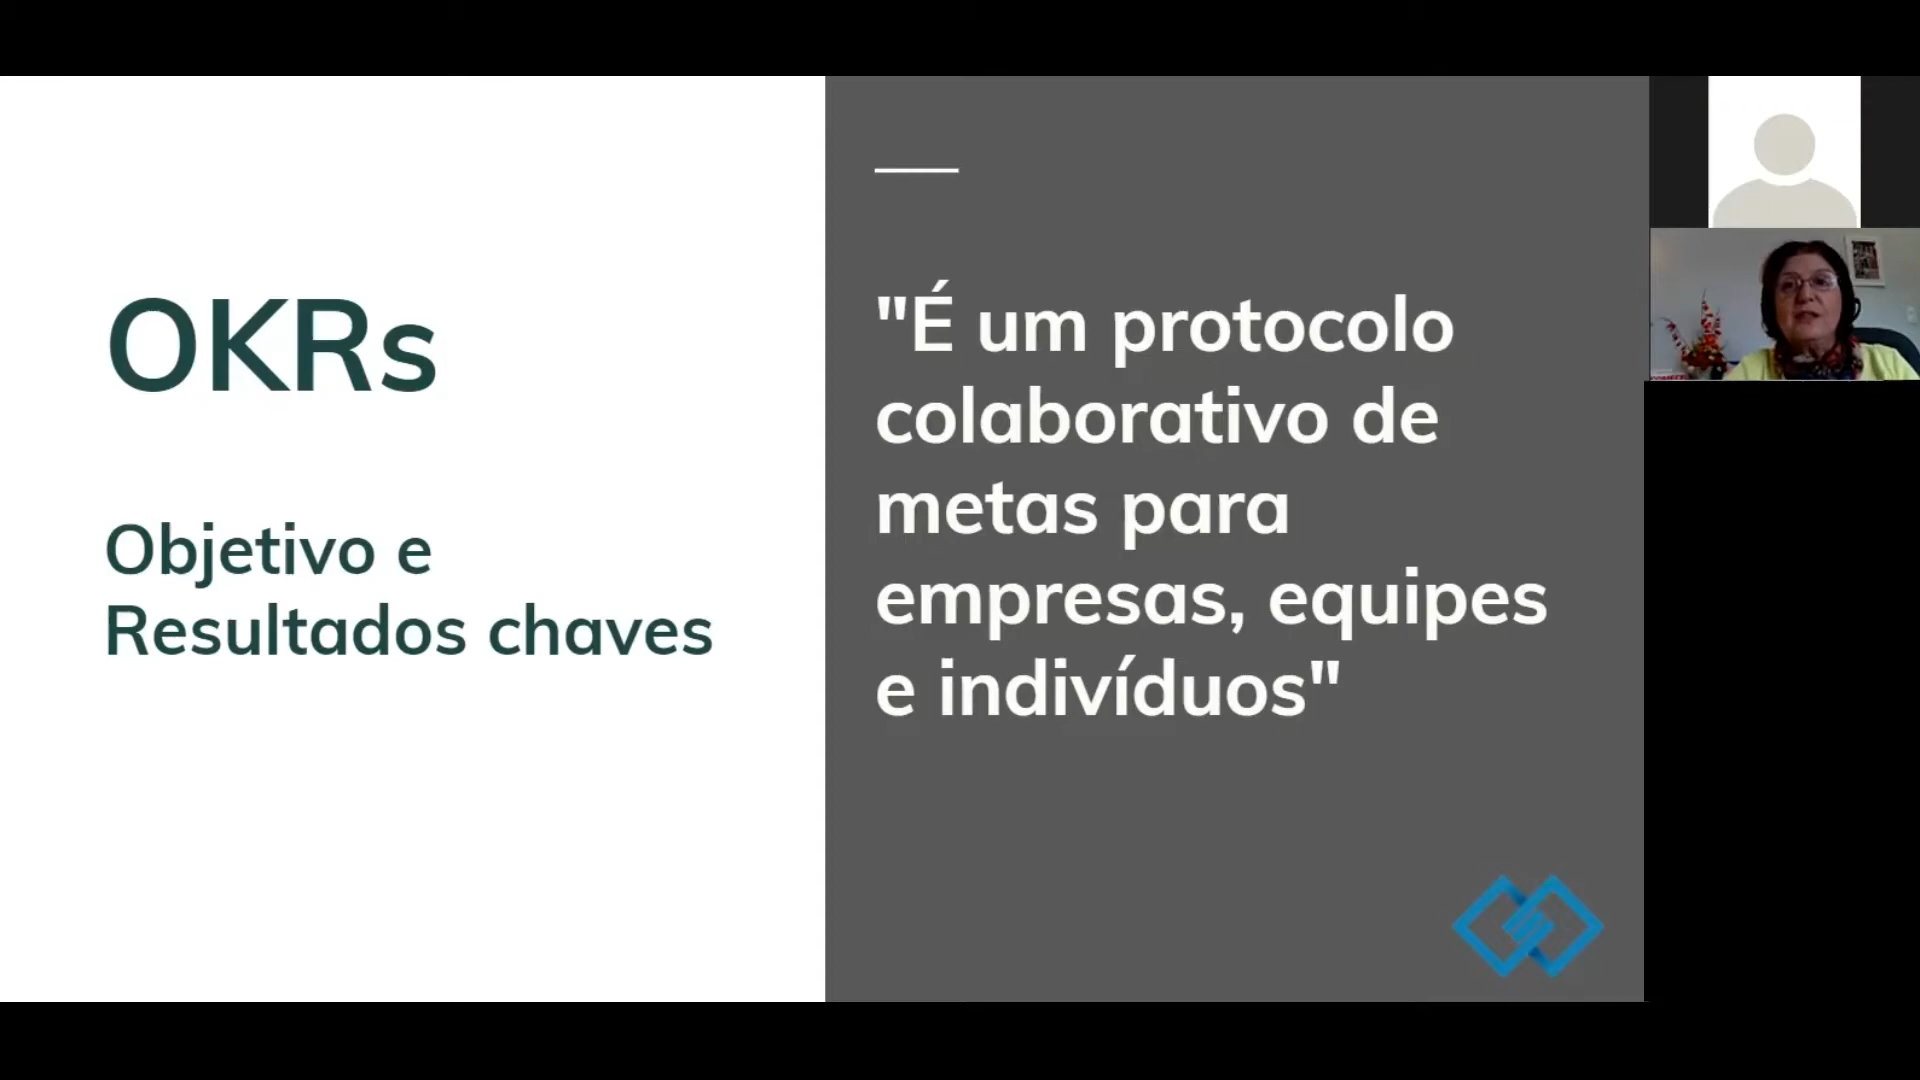 OKRs
Objetivo e
Resultados chaves
"É um protocolo
colaborativo de
metas para
empresas, equipes
e indivíduos"